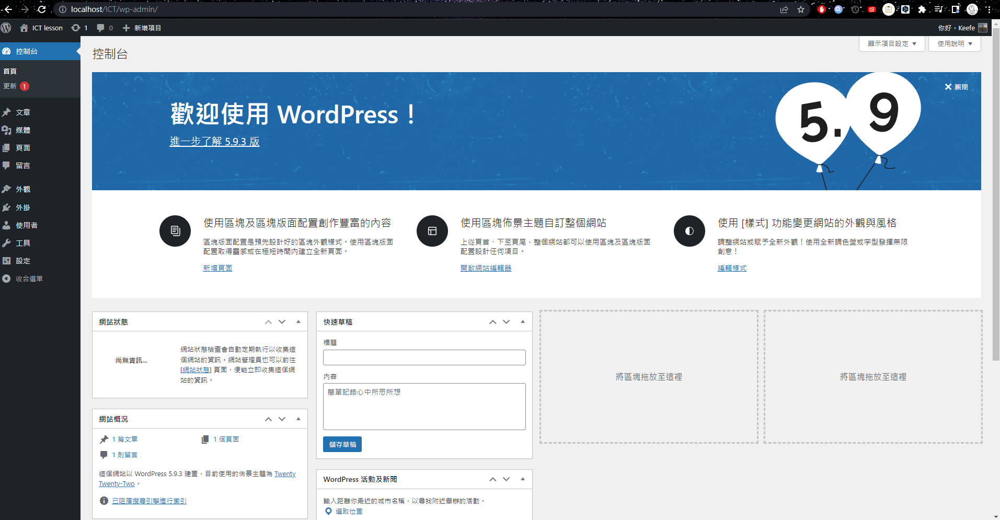 localhost/ICT/wp-admin/
ICT lesson
1
0
新增項目
你好，Keefe
控制台
首頁
更新 1
文章
媒體
頁面
留言
外觀
外掛
使用者
工具
設定
收合選單
控制台
顯示項目設定
使用說明
關閉
歡迎使用 WordPress！
進一步了解 5.9.3 版
5.9
使用區塊及區塊版面配置創作豐富的內容
區塊版面配置是預先設計好的區塊外觀樣式。使用區塊版面
配置取得靈感或在極短時間內建立全新頁面。
新增頁面
使用區塊佈景主題自訂整個網站
上從頁首、下至頁尾，整個網站都可以使用區塊及區塊版面
配置設計任何項目。
開啟網站編輯器
使用 [樣式] 功能變更網站的外觀與風格
調整網站或賦予全新外觀！使用全新調色盤或字型發揮無限
創意！
編輯樣式
網站狀態
尚無資訊...
網站狀態檢查會自動定期執行以收集這
個網站的資訊。網站管理員也可以前往
[網站狀態] 頁面，便能立即收集這個網
站的資訊。
網站概況
1 篇文章
1 個頁面
1 則留言
這個網站以 WordPress 5.9.3 建置，目前使用的佈景主題為 Twenty
Twenty-Two。
已阻擋搜尋引擎進行索引
快速草稿
標題
內容
簡單記錄心中所思所想
儲存草稿
WordPress 活動及新聞
輸入距離你最近的城市名稱，以尋找附近舉辦的活動。
選取位置
將區塊拖放至這裡
將區塊拖放至這裡